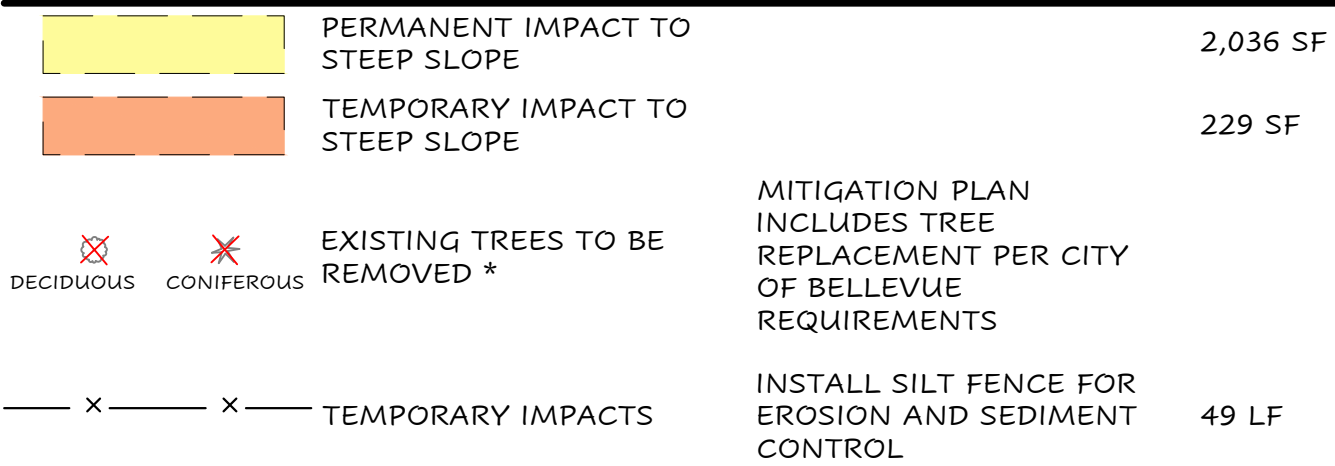 PERMANENT IMPACT TO
STEEP SLOPE
2,036 SF
TEMPORARY IMPACT TO
STEEP SLOPE
229 SF
DECIDUOUS
CONIFEROUS
EXISTING TREES TO BE
REMOVED *
MITIGATION PLAN
INCLUDES TREE
REPLACEMENT PER CITY
OF BELLEVUE
REQUIREMENTS
TEMPORARY IMPACTS
INSTALL SILT FENCE FOR
EROSION AND SEDIMENT
CONTROL
49 LF